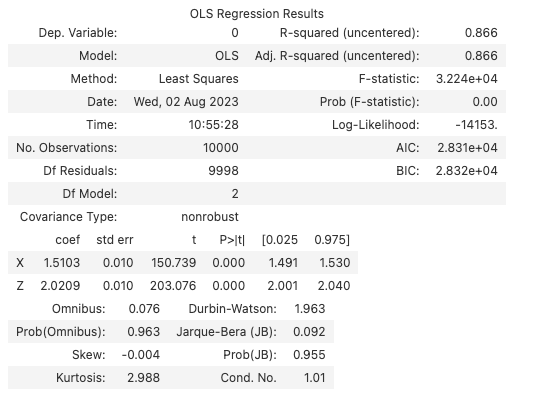 OLS Regression Results
Dep. Variable: 0 R-squared (uncentered): 0.866
Model: OLS Adj. R-squared (uncentered): 0.866
Method: Least Squares F-statistic: 3.224e+04
Date: Wed, 02 Aug 2023 Prob (F-statistic): 0.00
Time: 10:55:28 Log-Likelihood: -14153.
No. Observations: 10000 AIC: 2.831e+04
Df Residuals: 9998 BIC: 2.832e+04
Df Model: 2
Covariance Type: nonrobust
coef std err t P>|t| [0.025 0.975]
X 1.5103 0.010 150.739 0.000 1.491 1.530
Z 2.0209 0.010 203.076 0.000 2.001 2.040
Omnibus: 0.076 Durbin-Watson: 1.963
Prob(Omnibus): 0.963 Jarque-Bera (JB): 0.092
Skew: -0.004 Prob(JB): 0.955
Kurtosis: 2.988 Cond. No. 1.01